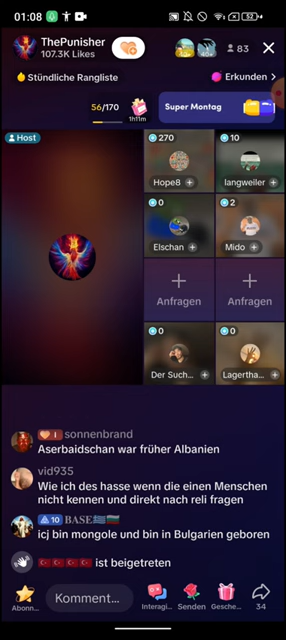 01:08
52
ThePunisher
107.3K Likes
83
Stündliche Rangliste
Erkunden >
56/170
1h11m
Super Montag
Host
270
Hope8 +
10
langweiler +
0
Elschan +
2
Mido +
+
Anfragen
+
Anfragen
0
Der Such... +
0
Lagertha... +
1 sonnenbrand
Aserbaidschan war früher Albanien
vid935
Wie ich des hasse wenn die einen Menschen
nicht kennen und direkt nach reli fragen
10 BASE🇬🇷🇧🇬
icj bin mongole und bin in Bulgarien geboren
🇹🇷🇹🇷🇹🇷🇹🇷🇹🇷 ist beigetreten
Abonn...
Komment...
Interagi...
Senden
Gesche...
34